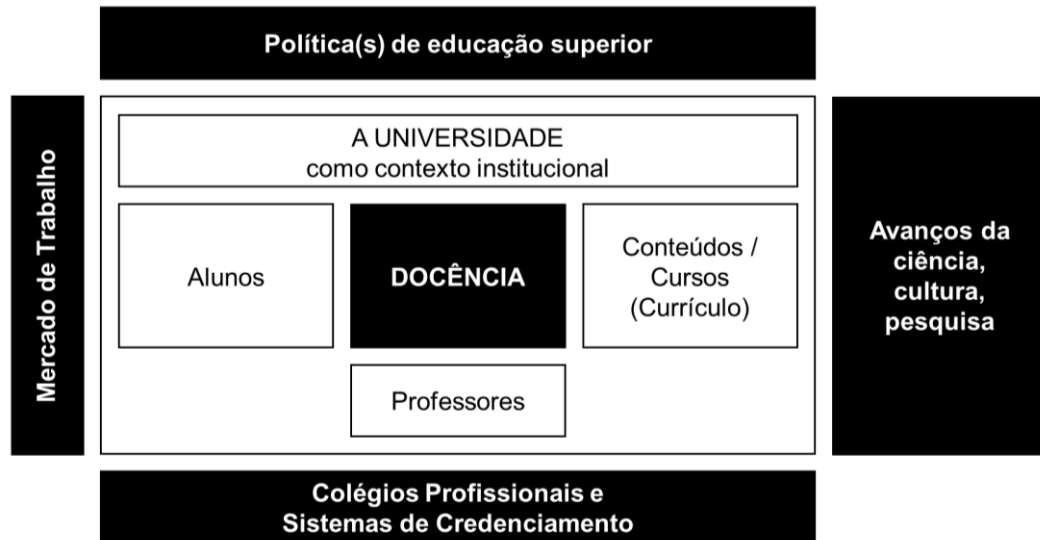 Política(s) de educação superior
Mercado de Trabalho
A UNIVERSIDADE
como contexto institucional
Alunos
DOCÊNCIA
Conteúdos /
Cursos
(Currículo)
Professores
Avanços da
ciência,
cultura,
pesquisa
Colégios Profissionais e
Sistemas de Credenciamento